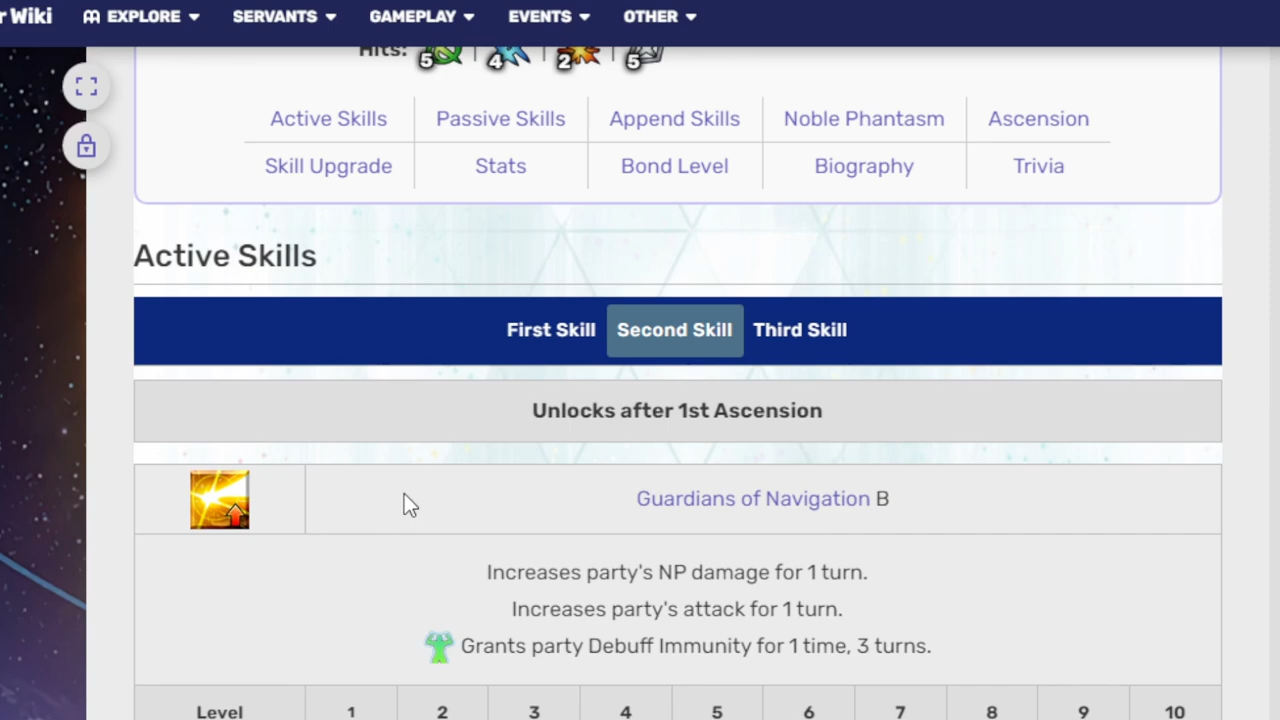 r Wiki EXPLORE SERVANTS GAMEPLAY EVENTS OTHER
Hits: 5 4 2 5
Active Skills Passive Skills Append Skills Noble Phantasm Ascension
Skill Upgrade Stats Bond Level Biography Trivia
Active Skills
First Skill Second Skill Third Skill
Unlocks after 1st Ascension
Guardians of Navigation B
Increases party's NP damage for 1 turn.
Increases party's attack for 1 turn.
Grants party Debuff Immunity for 1 time, 3 turns.
Level 1 2 3 4 5 6 7 8 9 10